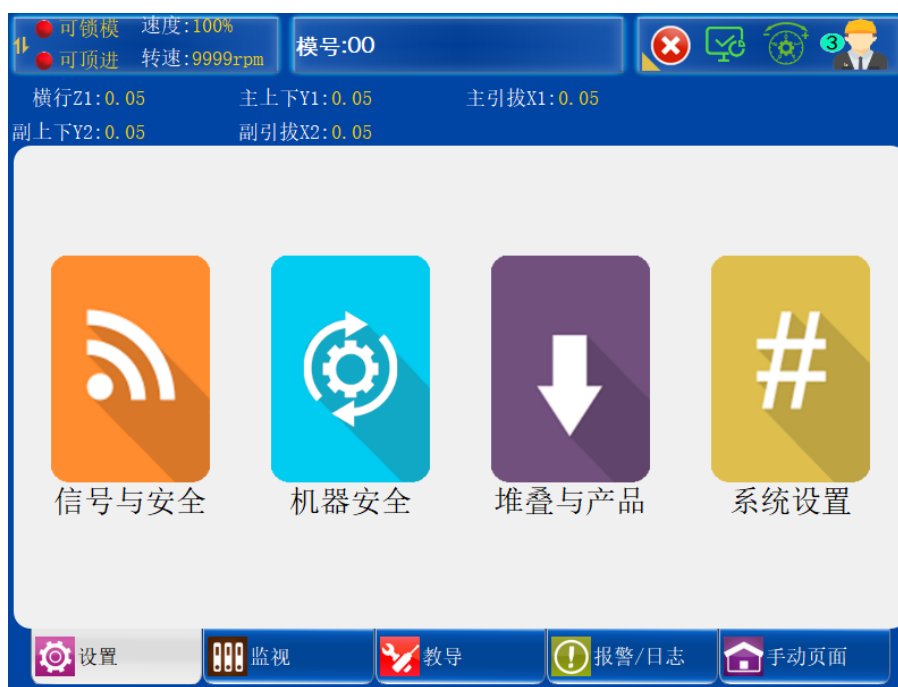 可锁模 速度:100%
可顶进 转速:9999rpm
模号:00
3
横行Z1:0.05 主上下Y1:0.05 主引拔X1:0.05
副上下Y2:0.05 副引拔X2:0.05
#
信号与安全 机器安全 堆叠与产品 系统设置
设置 监视 教导 报警/日志 手动页面